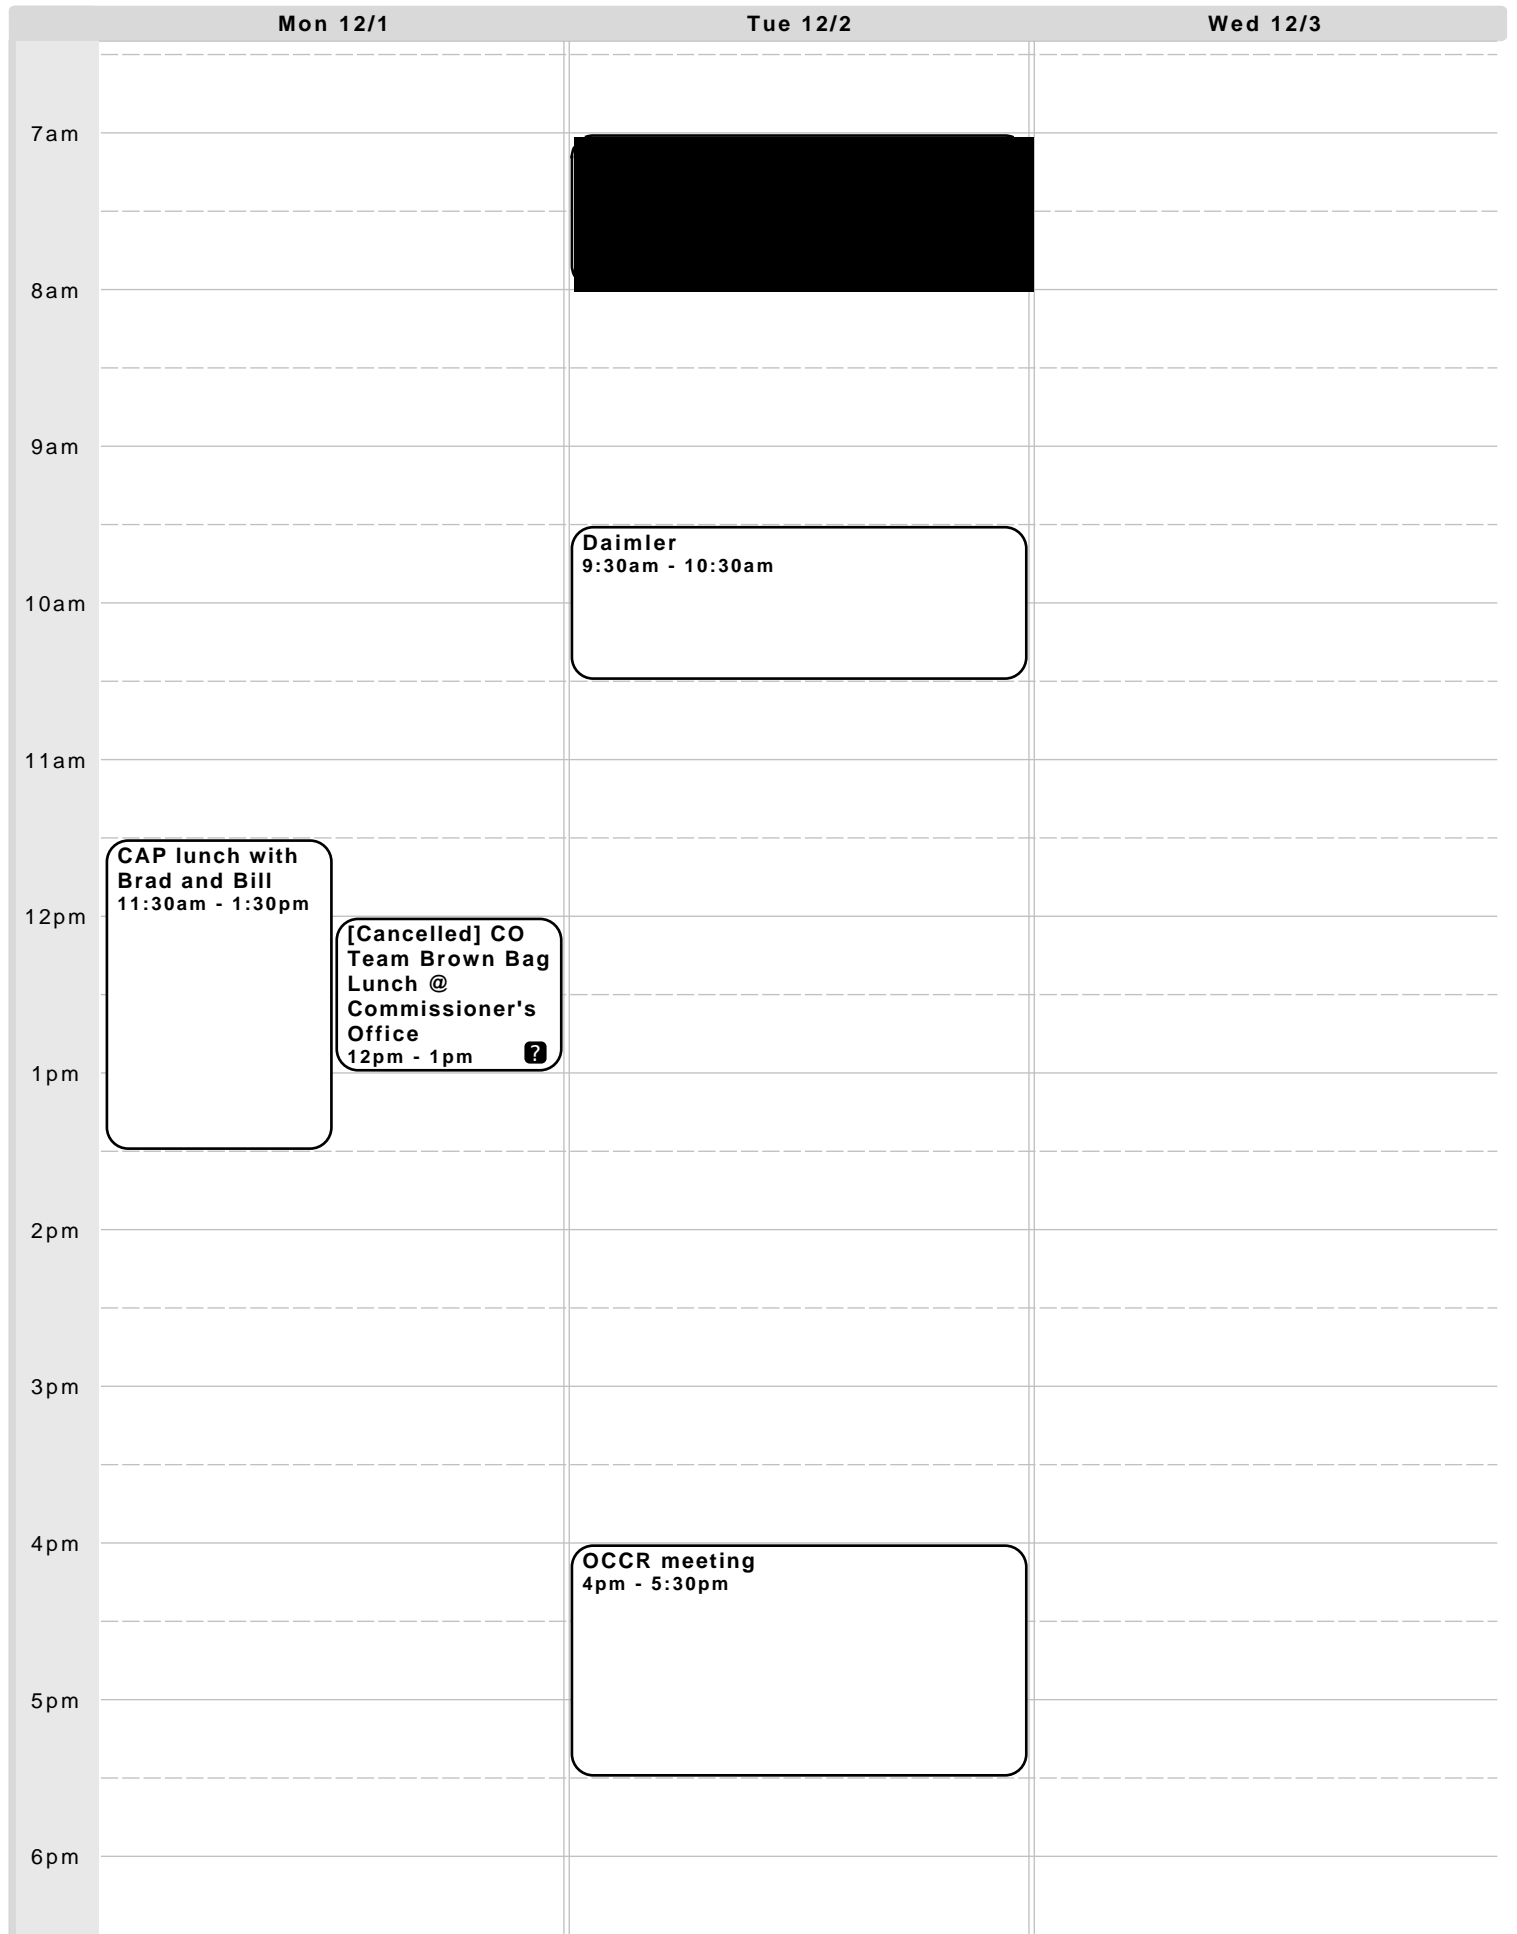 Mon 12/1
Tue 12/2
Wed 12/3
7am
8am
9am
Daimler
9:30am - 10:30am
10am
11am
CAP lunch with
Brad and Bill
11:30am - 1:30pm
12pm
[Cancelled] CO
Team Brown Bag
Lunch @
Commissioner's
Office
12pm - 1pm
?
1pm
2pm
3pm
4pm
OCCR meeting
4pm - 5:30pm
5pm
6pm